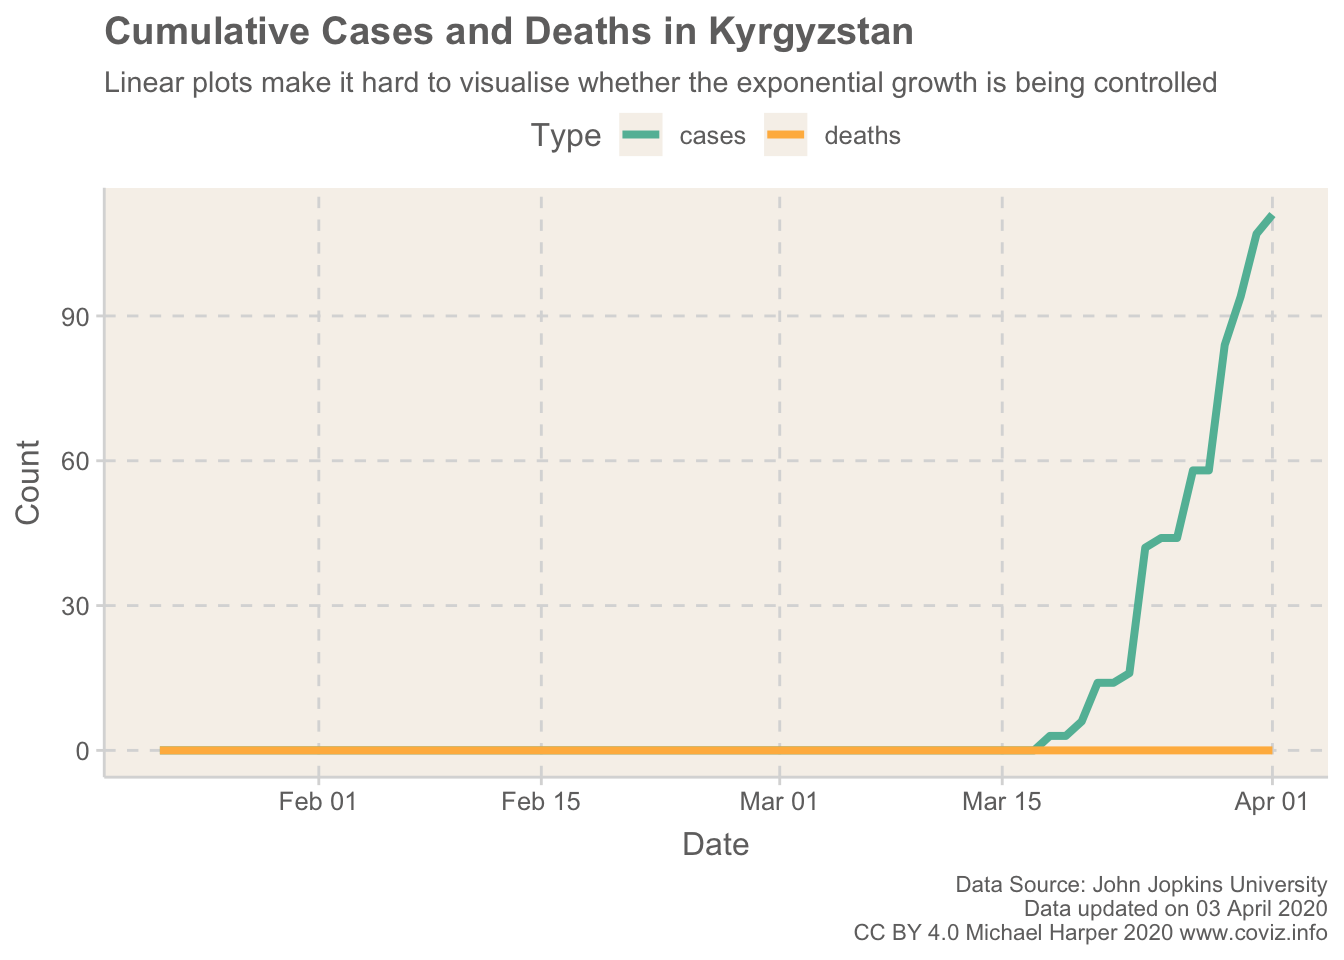 Cumulative Cases and Deaths in Kyrgyzstan
Linear plots make it hard to visualise whether the exponential growth is being controlled
Type cases deaths
Count
90
60
30
0
Feb 01 Feb 15 Mar 01 Mar 15 Apr 01
Date
Data Source: John Jopkins University
Data updated on 03 April 2020
CC BY 4.0 Michael Harper 2020 www.coviz.info